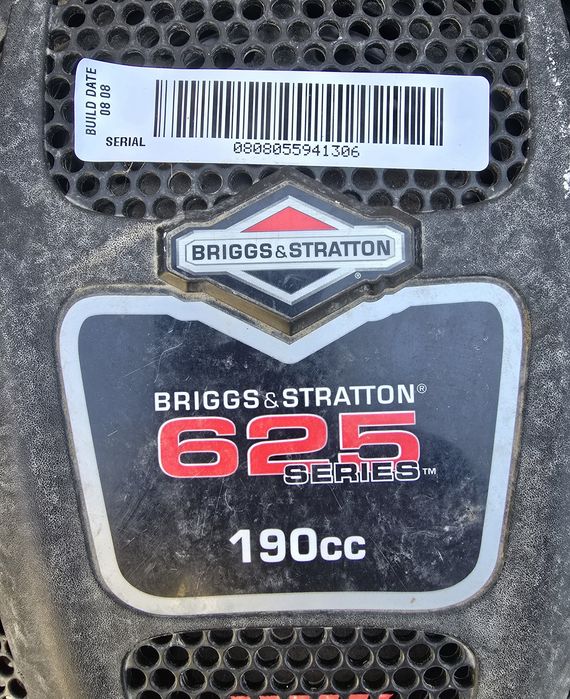 BUILD DATE
08 08
SERIAL
0808055941306
BRIGGS & STRATTON
®
BRIGGS & STRATTON®
625
SERIES™
190cc